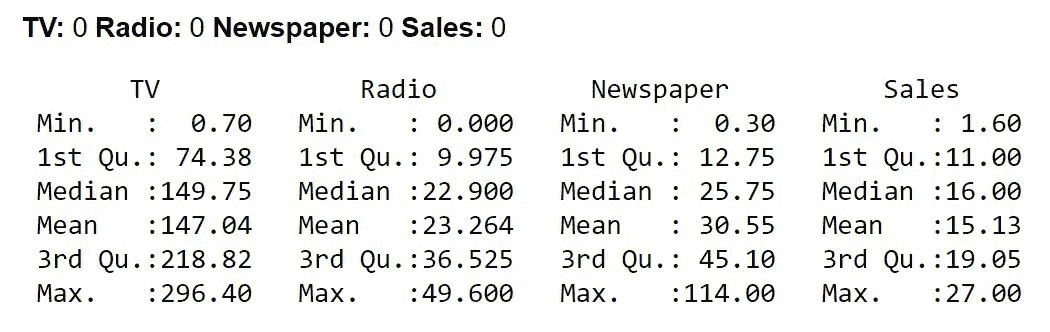 TV: 0 Radio: 0 Newspaper: 0 Sales: 0
TV Radio Newspaper Sales
Min. : 0.70 Min. : 0.000 Min. : 0.30 Min. : 1.60
1st Qu.: 74.38 1st Qu.: 9.975 1st Qu.: 12.75 1st Qu.:11.00
Median :149.75 Median :22.900 Median : 25.75 Median :16.00
Mean :147.04 Mean :23.264 Mean : 30.55 Mean :15.13
3rd Qu.:218.82 3rd Qu.:36.525 3rd Qu.: 45.10 3rd Qu.:19.05
Max. :296.40 Max. :49.600 Max. :114.00 Max. :27.00